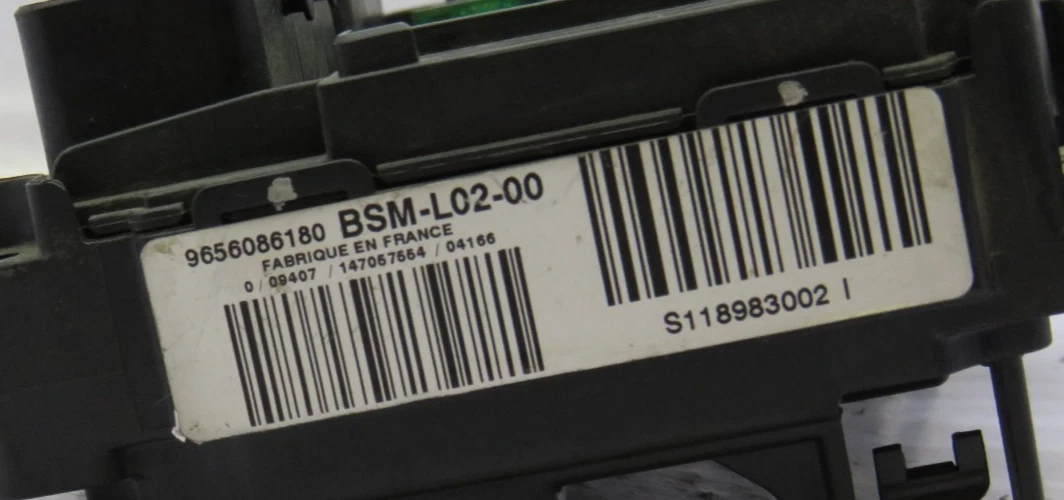 9656086180 BSM-L02-00
FABRIQUE EN FRANCE
0 / 09407 / 147057554 / 04166
S118983002 I